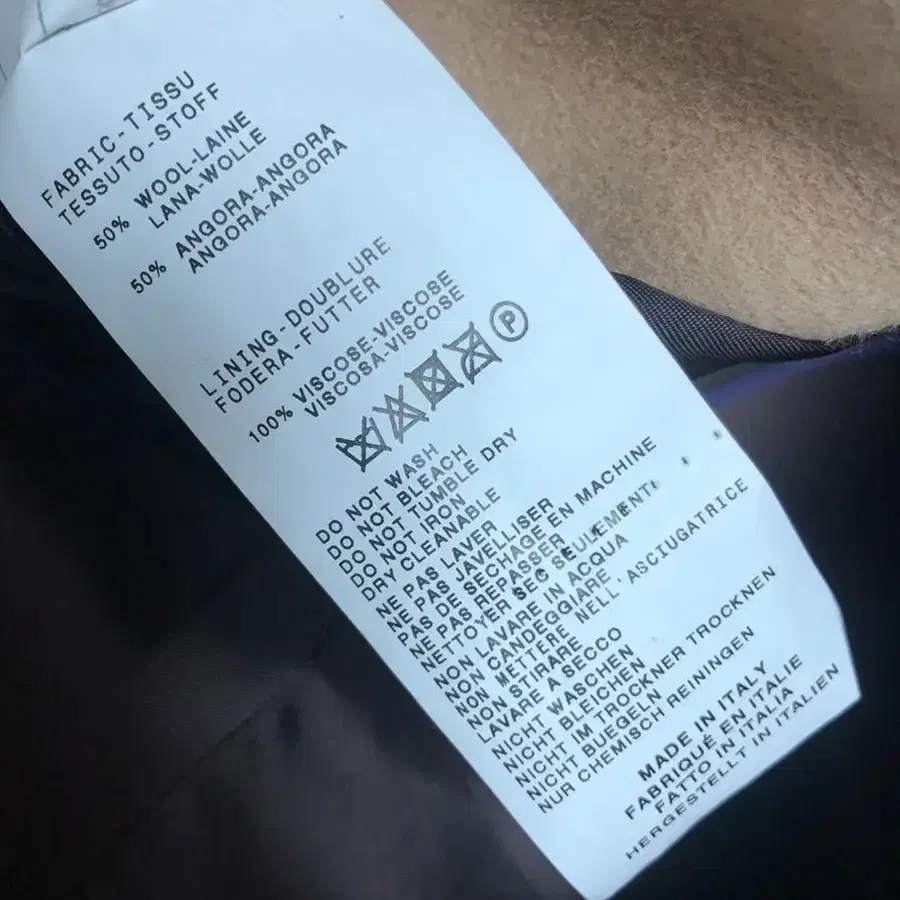 FABRIC-TISSU
TESSUTO-STOFF
50% WOOL-LAINE
LANA-WOLLE
50% ANGORA-ANGORA
ANGORA-ANGORA
LINING-DOUBLURE
FODERA-FUTTER
100% VISCOSE-VISCOSE
VISCOSA-VISCOSE
P
DO NOT WASH
DO NOT BLEACH
DO NOT TUMBLE DRY
DO NOT IRON
DRY CLEANABLE
NE PAS LAVER
NE PAS JAVELLISER
PAS DE SECHAGE EN MACHINE
NE PAS REPASSER
NETTOYER SEC SEULEMENT
NON LAVARE IN ACQUA
NON CANDEGGIARE
NON METTERE NELL'ASCIUGATRICE
NON STIRARE
LAVARE A SECCO
NICHT WASCHEN
NICHT BLEICHEN
NICHT IM TROCKNER TROCKNEN
NICHT BUEGELN
NUR CHEMISCH REININGEN
MADE IN ITALY
FABRIQUÉ EN ITALIE
FATTO IN ITALIA
HERGESTELLT IN ITALIEN